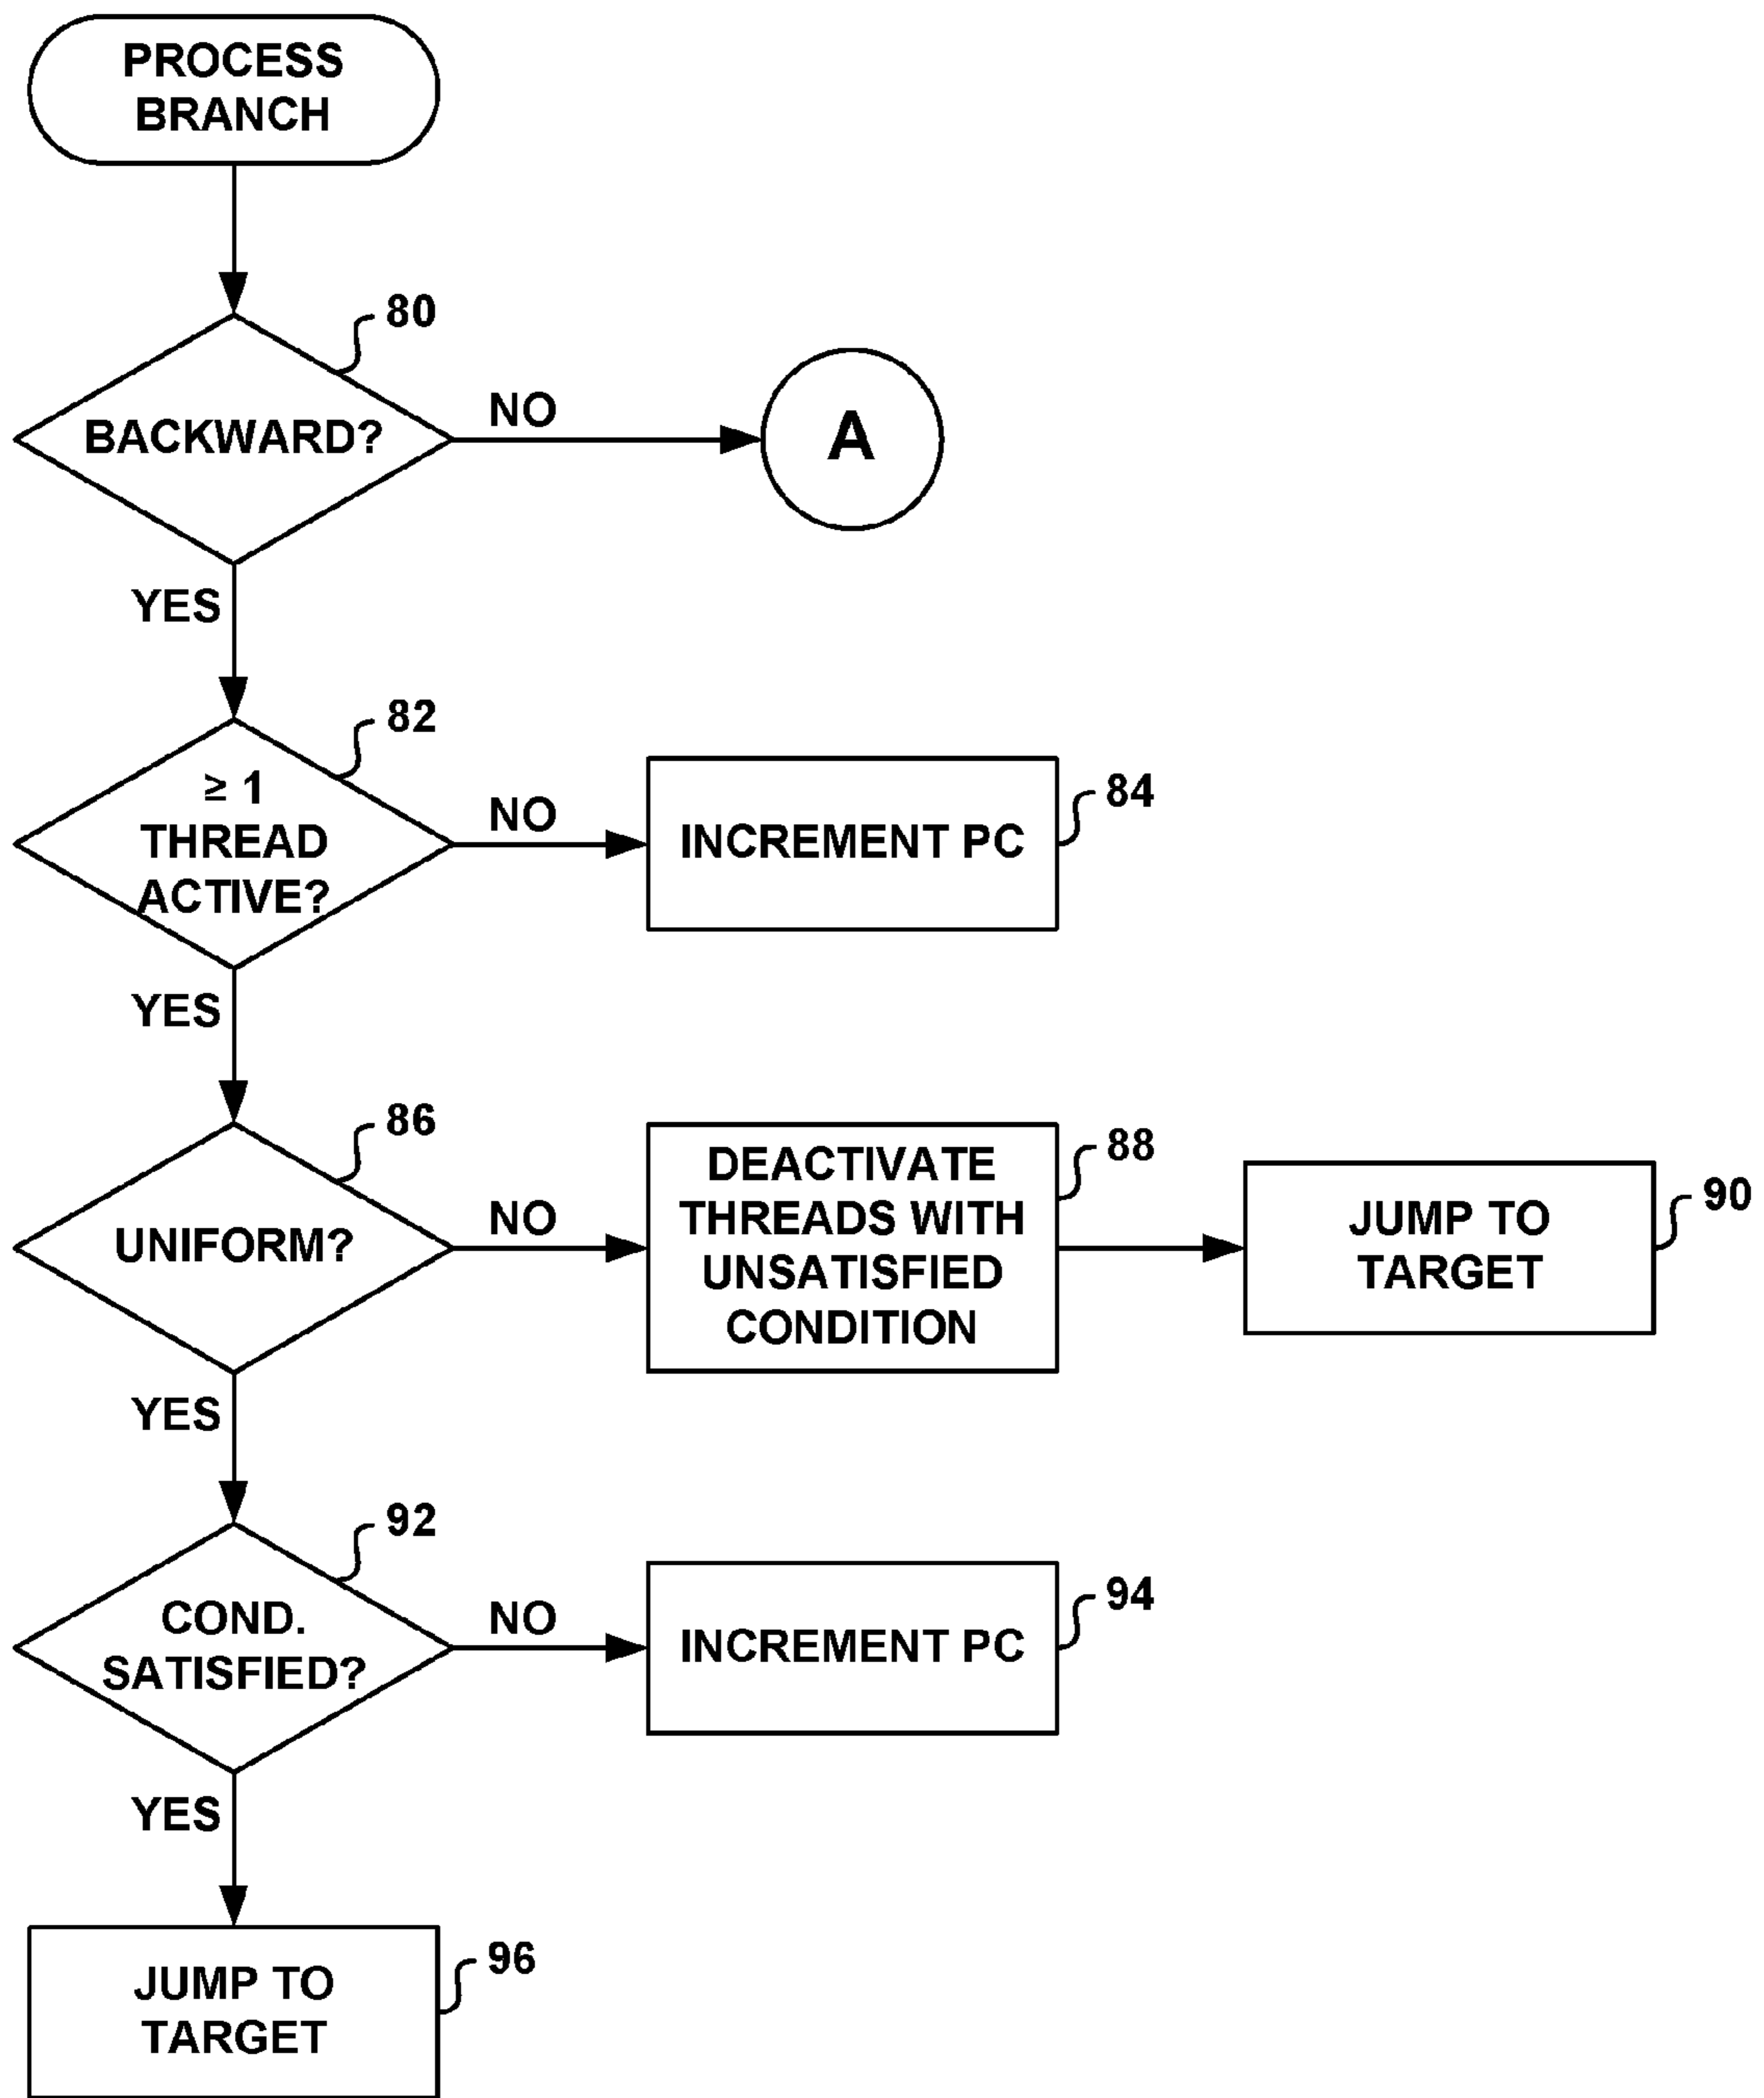 PROCESS
BRANCH
80
BACKWARD?
NO
A
YES
82
≥ 1
THREAD
ACTIVE?
NO
INCREMENT PC
84
YES
86
UNIFORM?
NO
DEACTIVATE
THREADS WITH
UNSATISFIED
CONDITION
88
JUMP TO
TARGET
90
YES
92
COND.
SATISFIED?
NO
INCREMENT PC
94
YES
JUMP TO
TARGET
96